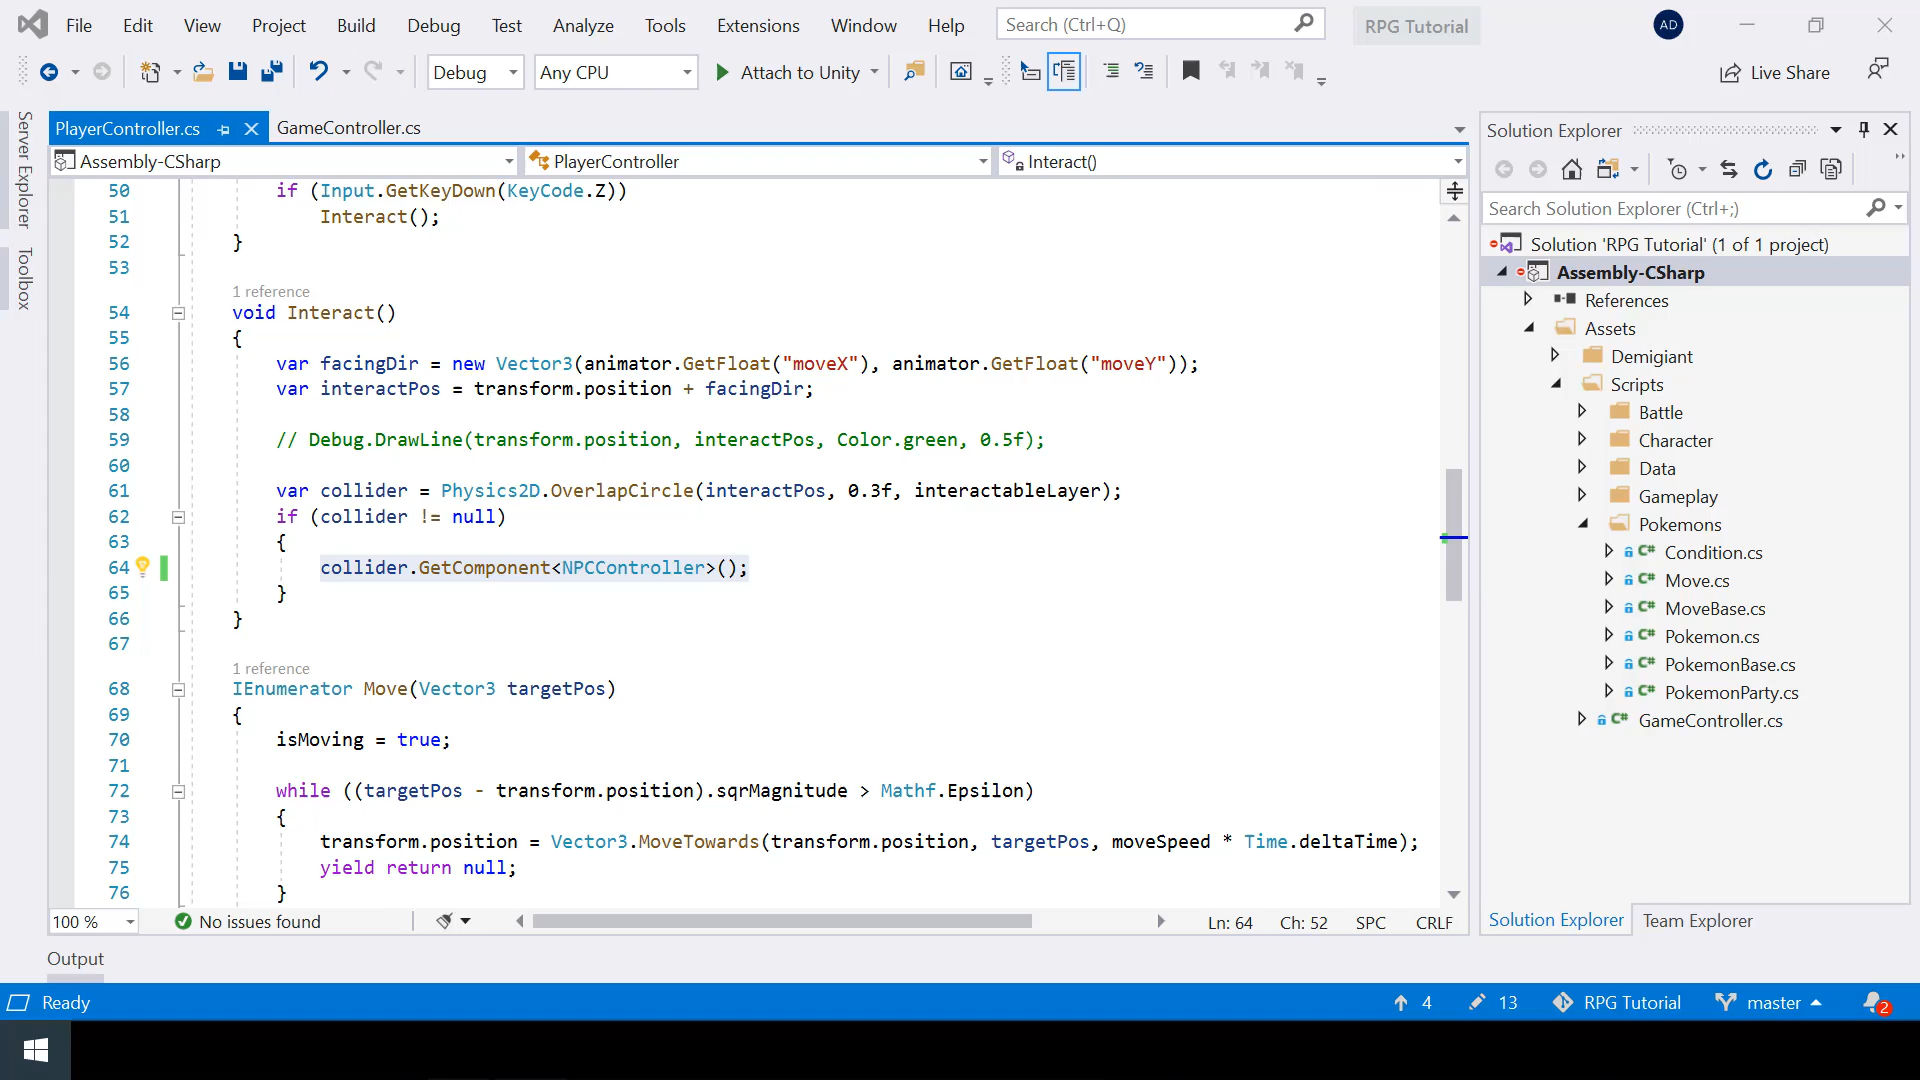 File Edit View Project Build Debug Test Analyze Tools Extensions Window Help Search (Ctrl+Q) RPG Tutorial AD
Debug Any CPU Attach to Unity Live Share
Server Explorer
Toolbox
PlayerController.cs GameController.cs
Assembly-CSharp PlayerController Interact()
50 if (Input.GetKeyDown(KeyCode.Z))
51 Interact();
52 }
53
1 reference
54 void Interact()
55 {
56 var facingDir = new Vector3(animator.GetFloat("moveX"), animator.GetFloat("moveY"));
57 var interactPos = transform.position + facingDir;
58
59 // Debug.DrawLine(transform.position, interactPos, Color.green, 0.5f);
60
61 var collider = Physics2D.OverlapCircle(interactPos, 0.3f, interactableLayer);
62 if (collider != null)
63 {
64 collider.GetComponent<NPCController>();
65 }
66 }
67
1 reference
68 IEnumerator Move(Vector3 targetPos)
69 {
70 isMoving = true;
71
72 while ((targetPos - transform.position).sqrMagnitude > Mathf.Epsilon)
73 {
74 transform.position = Vector3.MoveTowards(transform.position, targetPos, moveSpeed * Time.deltaTime);
75 yield return null;
76 }
100 % No issues found Ln: 64 Ch: 52 SPC CRLF
Output
Solution Explorer
Search Solution Explorer (Ctrl+;)
Solution 'RPG Tutorial' (1 of 1 project)
Assembly-CSharp
References
Assets
Demigiant
Scripts
Battle
Character
Data
Gameplay
Pokemons
C# Condition.cs
C# Move.cs
C# MoveBase.cs
C# Pokemon.cs
C# PokemonBase.cs
C# PokemonParty.cs
C# GameController.cs
Solution Explorer Team Explorer
Ready 4 13 RPG Tutorial master 2